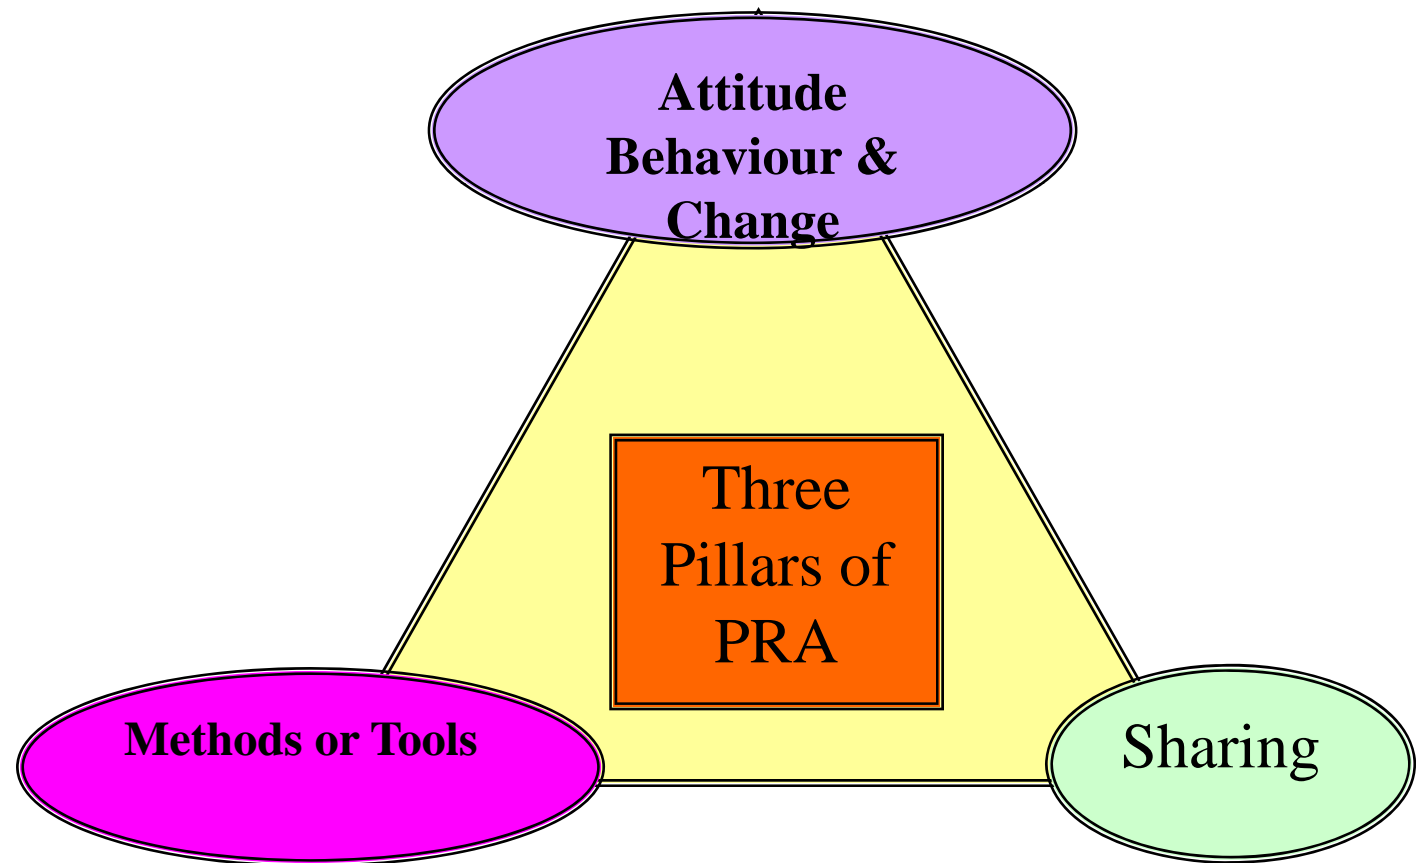 Attitude
Behaviour &
Change
Three
Pillars of
PRA
Methods or Tools
Sharing